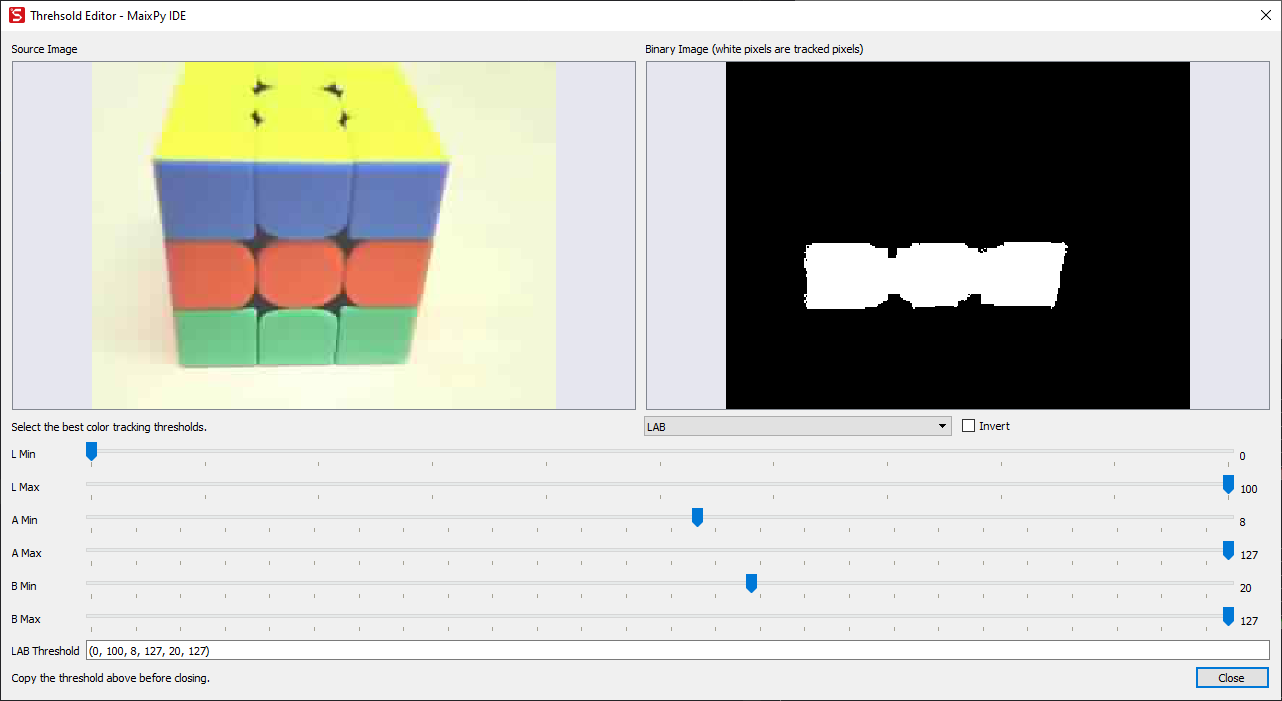 Threhsold Editor - MaixPy IDE
Source Image
Binary Image (white pixels are tracked pixels)
Select the best color tracking thresholds.
LAB
Invert
L Min 0
L Max 100
A Min 8
A Max 127
B Min 20
B Max 127
LAB Threshold (0, 100, 8, 127, 20, 127)
Copy the threshold above before closing.
Close